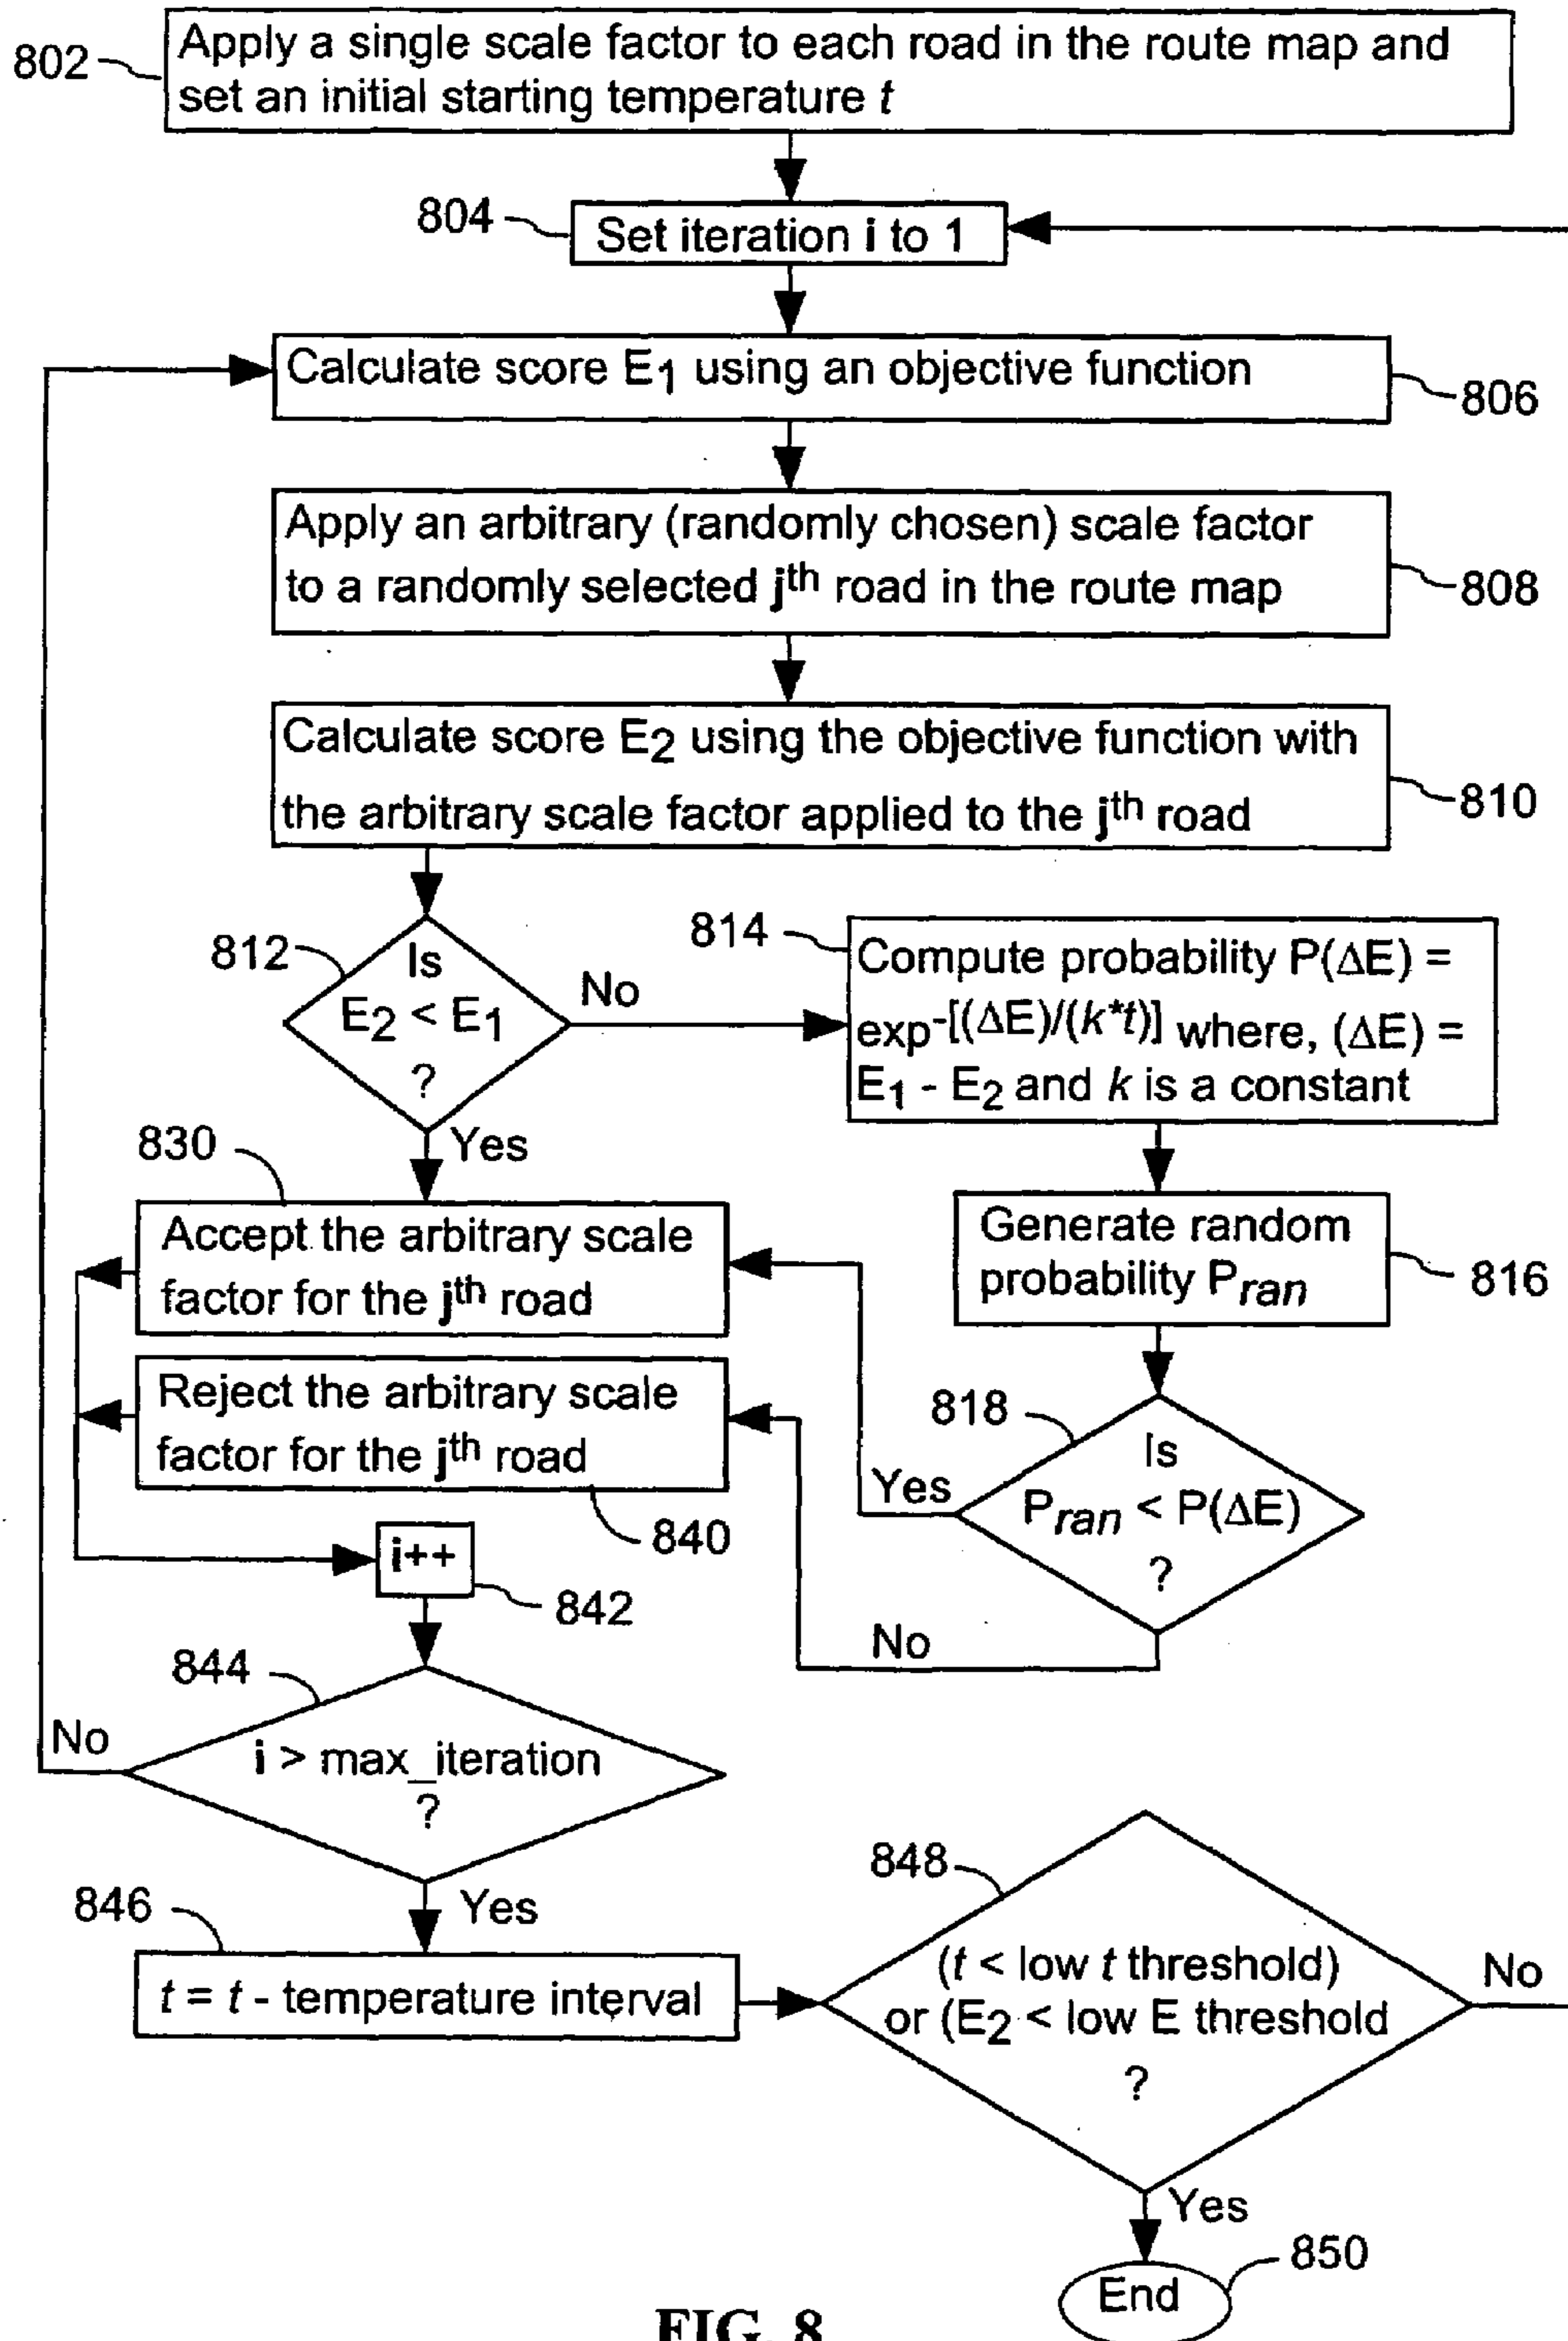 802
Apply a single scale factor to each road in the route map and
set an initial starting temperature t
804
Set iteration i to 1
Calculate score E1 using an objective function
806
Apply an arbitrary (randomly chosen) scale factor
to a randomly selected jth road in the route map
808
Calculate score E2 using the objective function with
the arbitrary scale factor applied to the jth road
810
812
Is
E2 < E1
?
No
Yes
814
Compute probability P(ΔE) =
exp-[(ΔE)/(k*t)] where, (ΔE) =
E1 - E2 and k is a constant
830
Accept the arbitrary scale
factor for the jth road
Generate random
probability Pran
816
Reject the arbitrary scale
factor for the jth road
840
818
Is
Pran < P(ΔE)
?
Yes
No
i++
842
844
i > max_iteration
?
No
Yes
846
t = t - temperature interval
848
(t < low t threshold)
or (E2 < low E threshold
?
No
Yes
End
850
FIG. 8